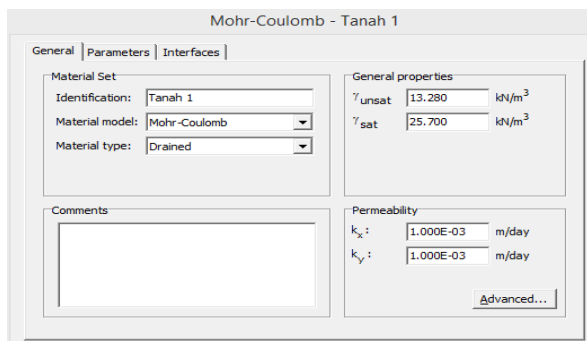 Mohr-Coulomb - Tanah 1
General Parameters Interfaces
Material Set
Identification: Tanah 1
Material model: Mohr-Coulomb
Material type: Drained
General properties
γunsat 13.280 kN/m³
γsat 25.700 kN/m³
Comments
Permeability
kx: 1.000E-03 m/day
ky: 1.000E-03 m/day
Advanced...